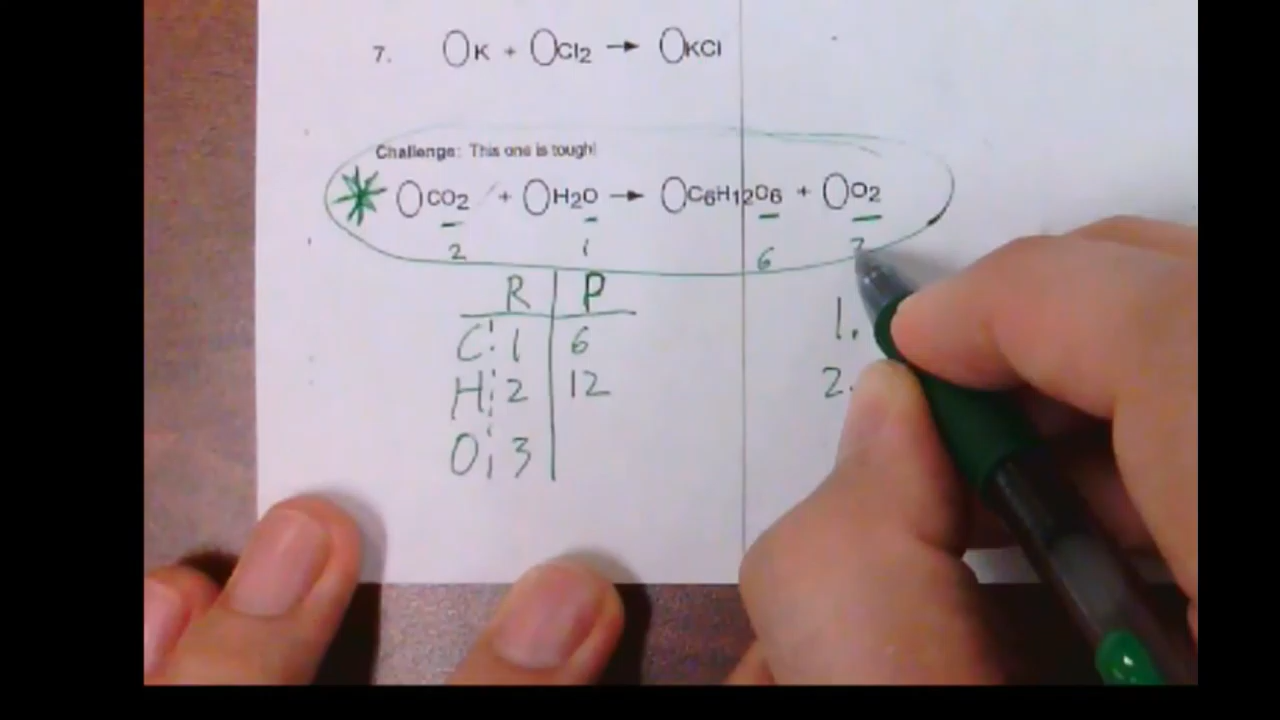 7. K + Cl2 → KCl
Challenge: This one is tough!
CO2 + H2O → C6H12O6 + O2
2 1 6
R P
1.
C: 1 6
H: 2 12
2.
O: 3